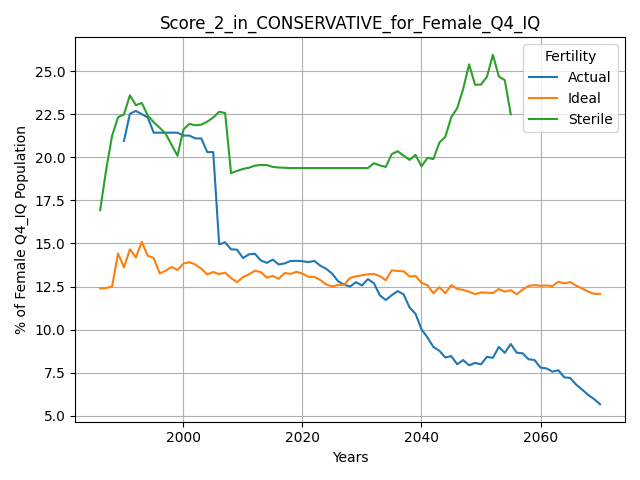 Score_2_in_CONSERVATIVE_for_Female_Q4_IQ
% of Female Q4_IQ Population
25.0
22.5
20.0
17.5
15.0
12.5
10.0
7.5
5.0
Fertility
Actual
Ideal
Sterile
2000
2020
2040
2060
Years